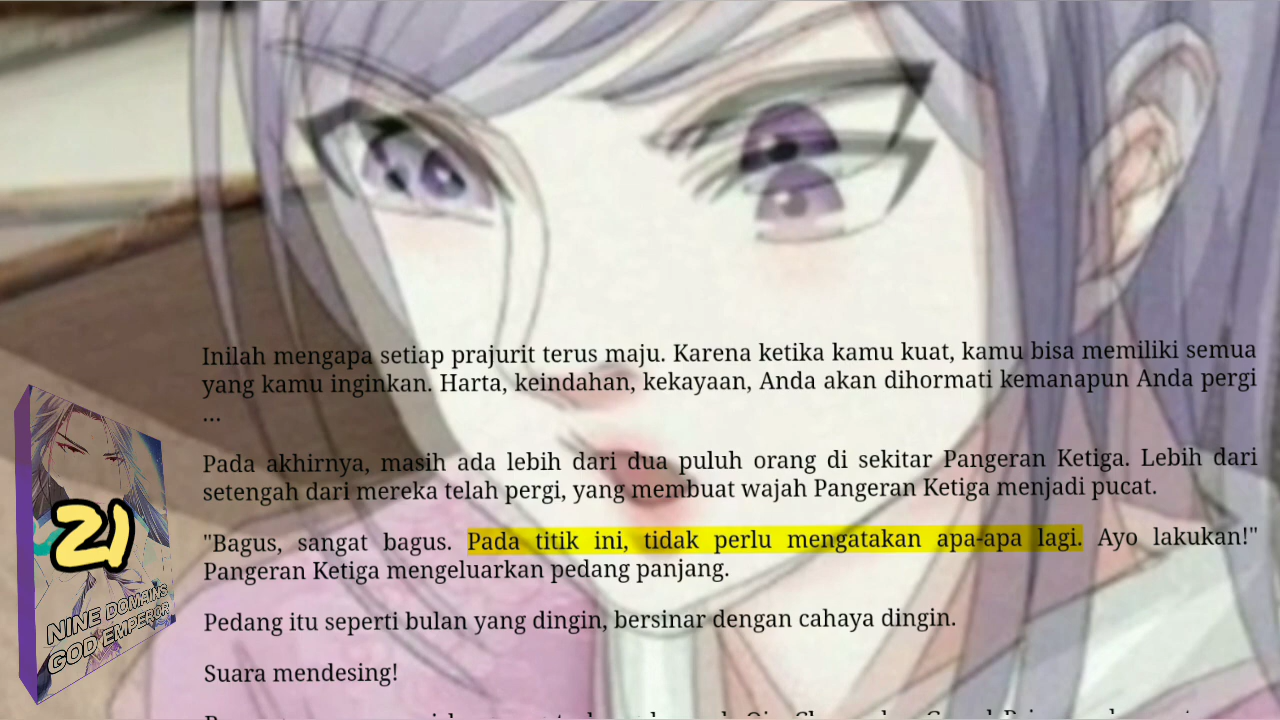 Inilah mengapa setiap prajurit terus maju. Karena ketika kamu kuat, kamu bisa memiliki semua
yang kamu inginkan. Harta, keindahan, kekayaan, Anda akan dihormati kemanapun Anda pergi
...
Pada akhirnya, masih ada lebih dari dua puluh orang di sekitar Pangeran Ketiga. Lebih dari
setengah dari mereka telah pergi, yang membuat wajah Pangeran Ketiga menjadi pucat.
"Bagus, sangat bagus. Pada titik ini, tidak perlu mengatakan apa-apa lagi. Ayo lakukan!"
Pangeran Ketiga mengeluarkan pedang panjang.
Pedang itu seperti bulan yang dingin, bersinar dengan cahaya dingin.
Suara mendesing!
21
NINE DOMAINS
GOD EMPEROR